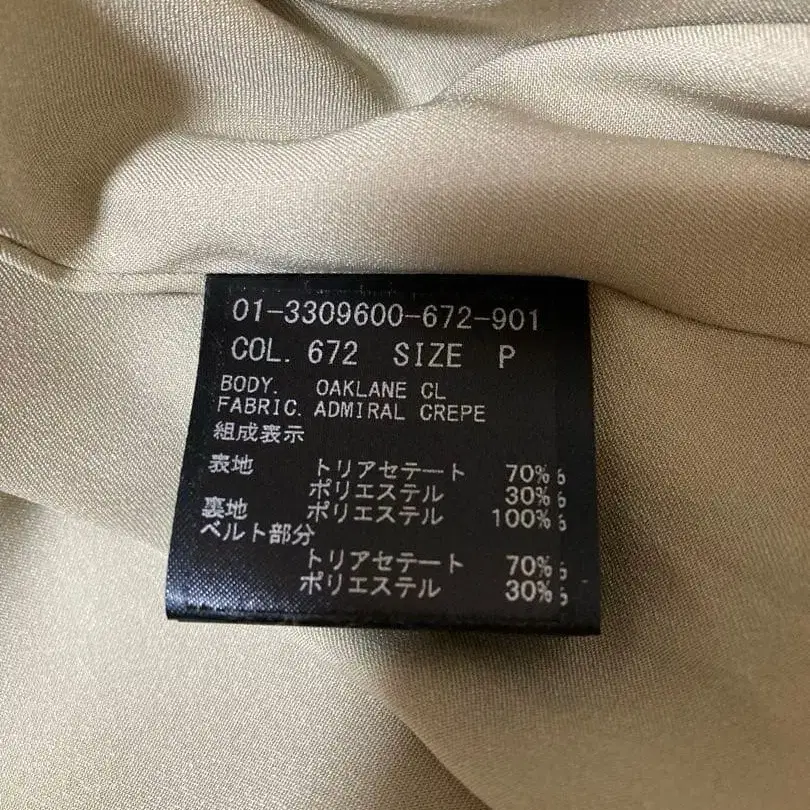 01-3309600-672-901
COL. 672 SIZE P
BODY. OAKLANE CL
FABRIC. ADMIRAL CREPE
組成表示
表地 トリアセテート 70%
ポリエステル 30%
裏地 ポリエステル 100%
ベルト部分
トリアセテート 70%
ポリエステル 30%